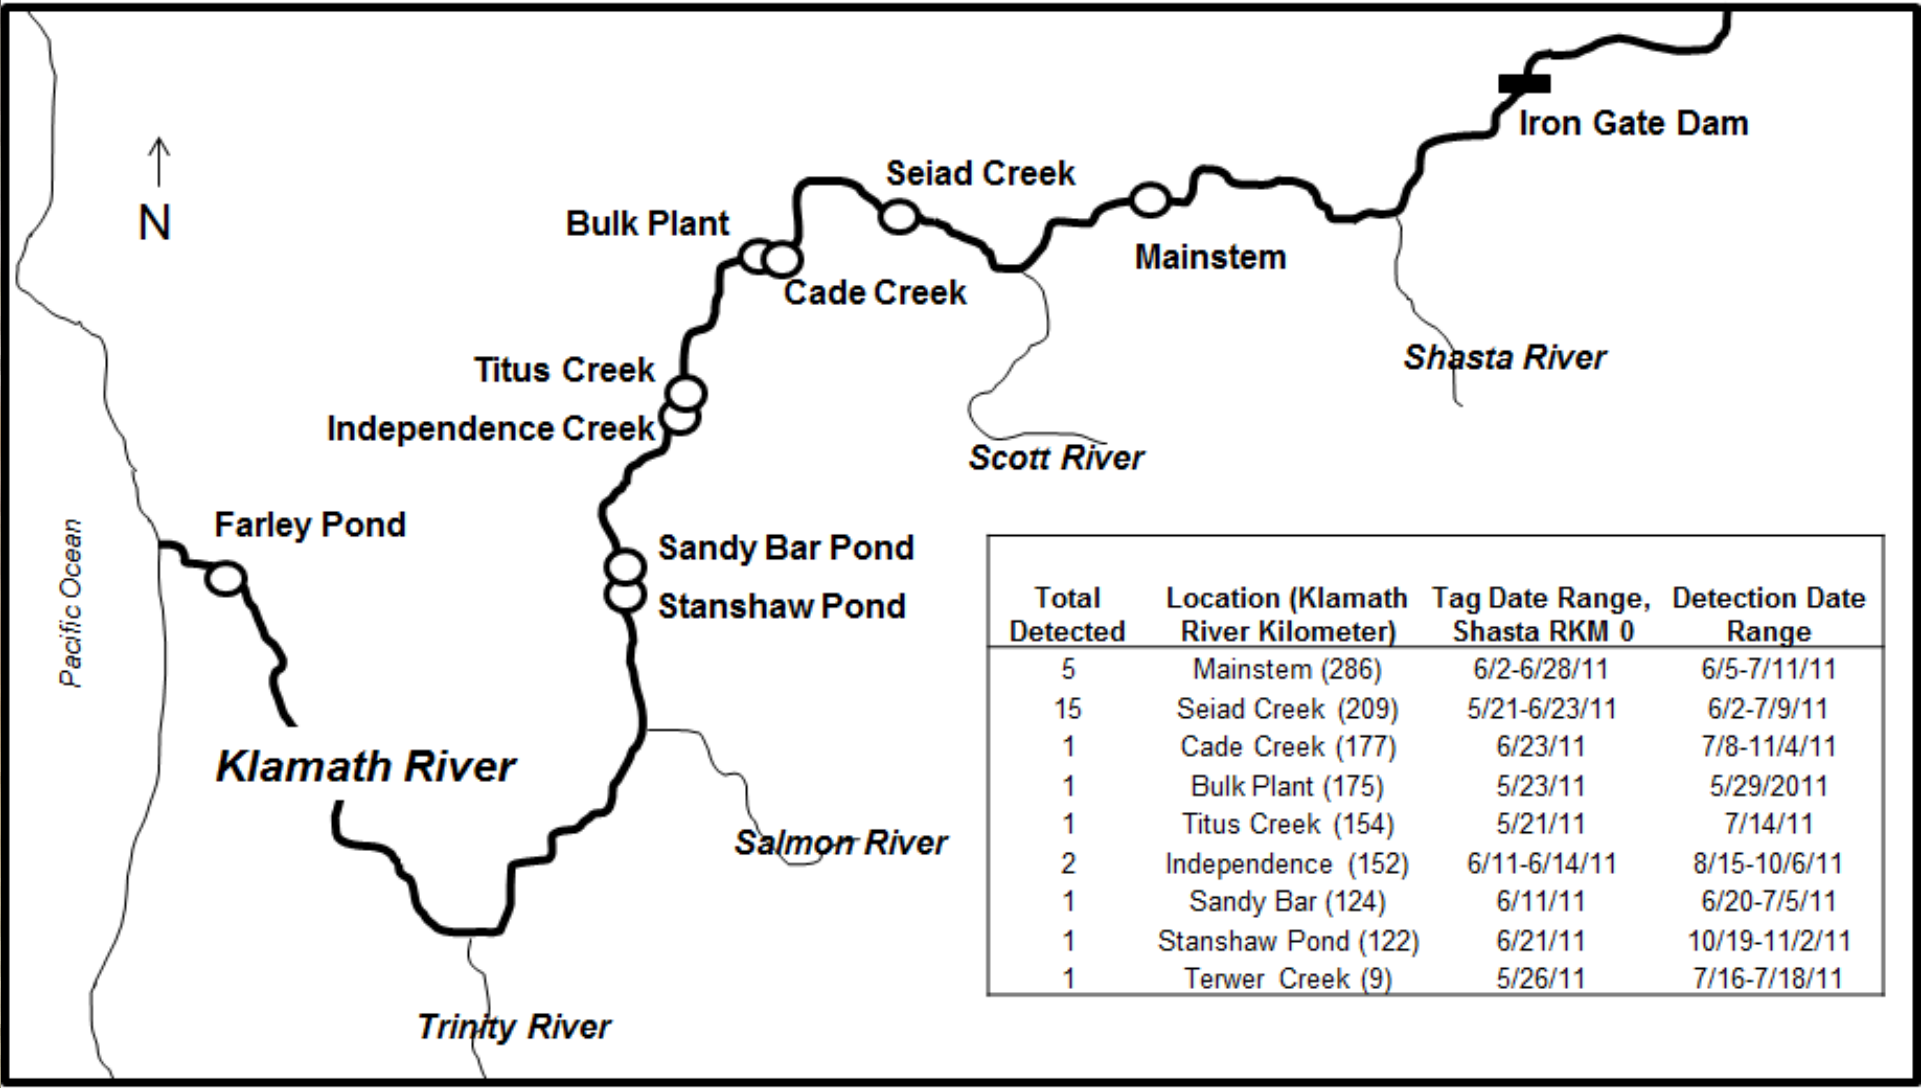 Iron Gate Dam
Seiad Creek
N
Bulk Plant
Mainstem
Cade Creek
Shasta River
Titus Creek
Independence Creek
Scott River
Farley Pond
Pacific Ocean
Sandy Bar Pond
Stanshaw Pond
Klamath River
Salmon River
Trinity River
Total Detected Location (Klamath River Kilometer) Tag Date Range, Shasta RKM 0 Detection Date Range
5 Mainstem (286) 6/2-6/28/11 6/5-7/11/11
15 Seiad Creek (209) 5/21-6/23/11 6/2-7/9/11
1 Cade Creek (177) 6/23/11 7/8-11/4/11
1 Bulk Plant (175) 5/23/11 5/29/2011
1 Titus Creek (154) 5/21/11 7/14/11
2 Independence (152) 6/11-6/14/11 8/15-10/6/11
1 Sandy Bar (124) 6/11/11 6/20-7/5/11
1 Stanshaw Pond (122) 6/21/11 10/19-11/2/11
1 Terwer Creek (9) 5/26/11 7/16-7/18/11